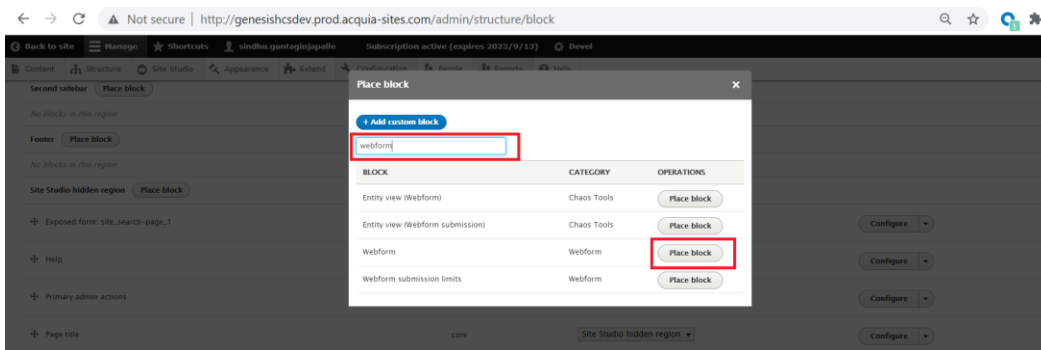 Not secure | http://genesishcsdev.prod.acquia-sites.com/admin/structure/block
Back to site Manage Shortcuts sindhu.guntaginjapalle Subscription active (expires 2023/9/13) Devel
Content Structure Site Studio Appearance Extend Configuration People Reports Help
Second sidebar Place block
No blocks in this region
Footer Place block
No blocks in this region
Site Studio hidden region Place block
Exposed form: site_search-page_1 Configure
Help Configure
Primary admin actions Configure
Page title core Site Studio hidden region Configure
Place block ×
+ Add custom block
webform
BLOCK CATEGORY OPERATIONS
Entity view (Webform) Chaos Tools Place block
Entity view (Webform submission) Chaos Tools Place block
Webform Webform Place block
Webform submission limits Webform Place block